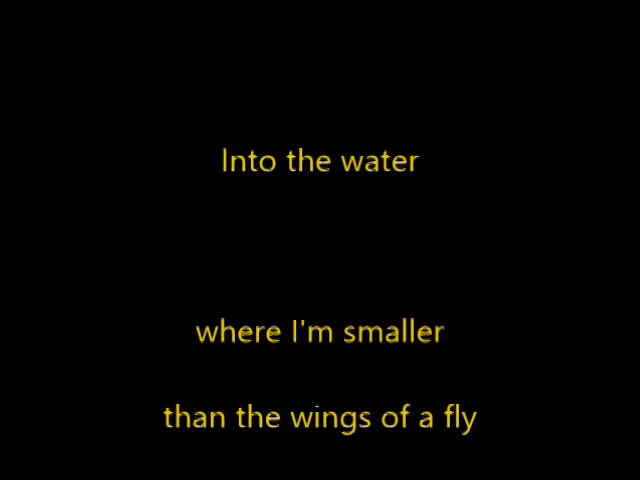 Into the water
where I'm smaller
than the wings of a fly